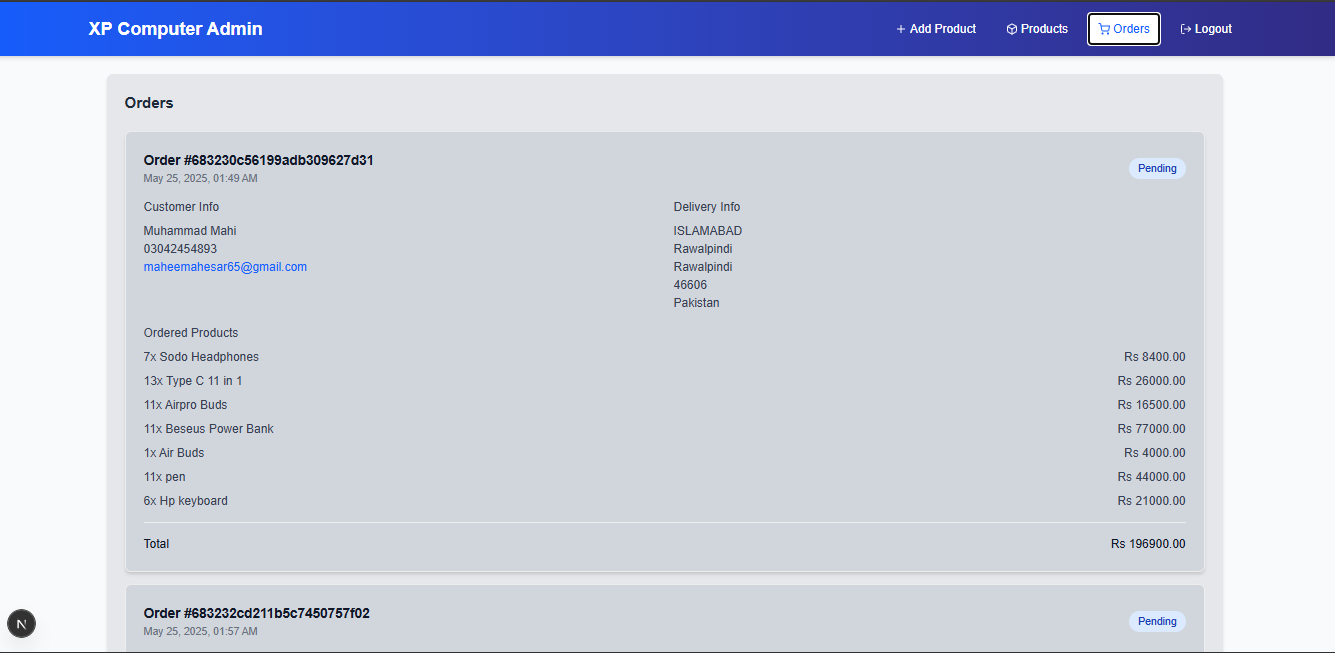 XP Computer Admin
+ Add Product
Products
Orders
Logout
Orders
Order #683230c56199adb309627d31
May 25, 2025, 01:49 AM
Pending
Customer Info
Muhammad Mahi
03042454893
maheemahesar65@gmail.com
Delivery Info
ISLAMABAD
Rawalpindi
Rawalpindi
46606
Pakistan
Ordered Products
7x Sodo Headphones Rs 8400.00
13x Type C 11 in 1 Rs 26000.00
11x Airpro Buds Rs 16500.00
11x Beseus Power Bank Rs 77000.00
1x Air Buds Rs 4000.00
11x pen Rs 44000.00
6x Hp keyboard Rs 21000.00
Total Rs 196900.00
Order #683232cd211b5c7450757f02
May 25, 2025, 01:57 AM
Pending
N